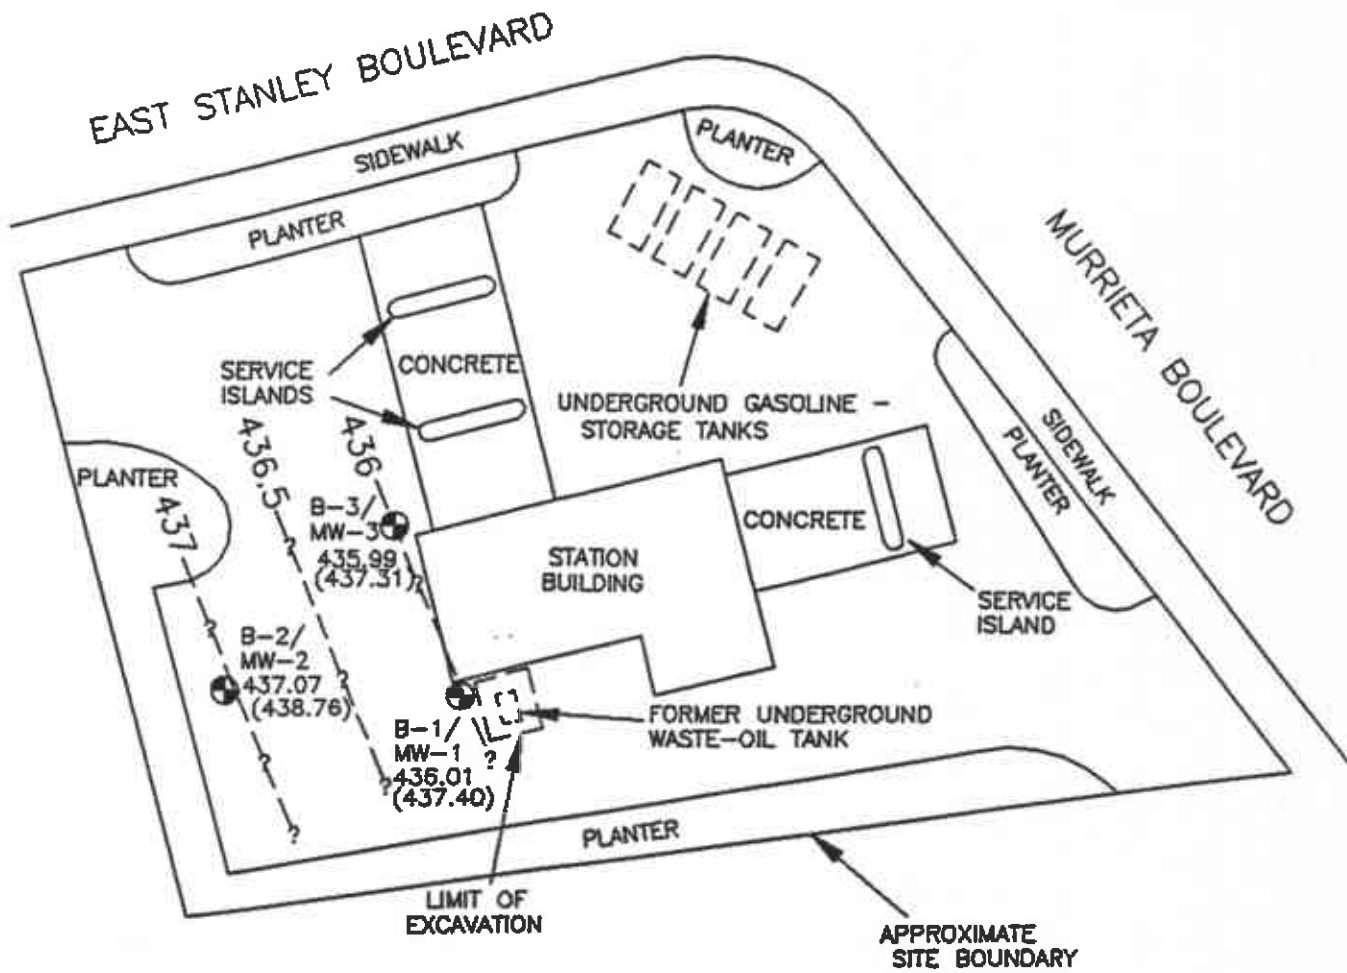 EAST STANLEY BOULEVARD
SIDEWALK
PLANTER
PLANTER
MURRIETA BOULEVARD
SERVICE
ISLANDS
CONCRETE
UNDERGROUND GASOLINE -
STORAGE TANKS
SIDEWALK
PLANTER
PLANTER
437
436.5
436
B-3/
MW-3
435.99
(437.31)
?
?
STATION
BUILDING
CONCRETE
SERVICE
ISLAND
?
B-2/
MW-2
437.07
(438.76)
?
?
?
?
B-1/
MW-1
436.01
(437.40)
?
FORMER UNDERGROUND
WASTE-OIL TANK
PLANTER
LIMIT OF
EXCAVATION
APPROXIMATE
SITE BOUNDARY